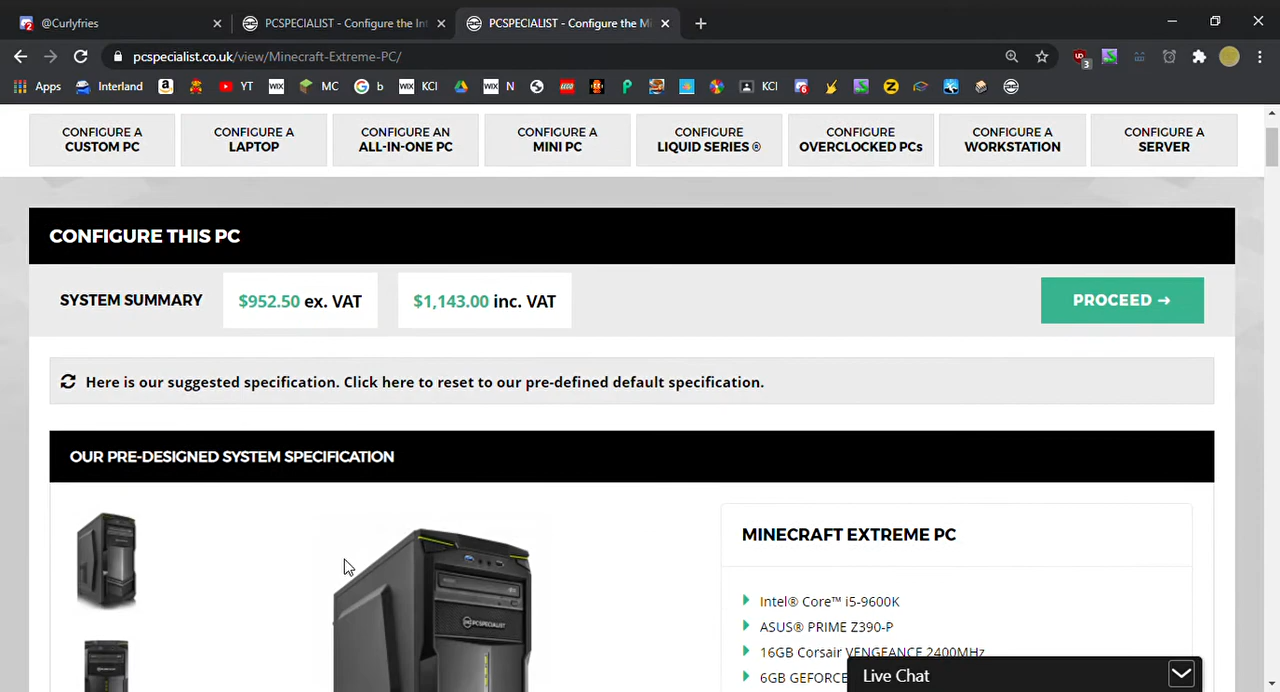 @Curlyfries
PCSPECIALIST - Configure the In
PCSPECIALIST - Configure the Mi
pcspecialist.co.uk/view/Minecraft-Extreme-PC/
Apps Interland YT MC b KCI N KCI
CONFIGURE A
CUSTOM PC
CONFIGURE A
LAPTOP
CONFIGURE AN
ALL-IN-ONE PC
CONFIGURE A
MINI PC
CONFIGURE
LIQUID SERIES ®
CONFIGURE
OVERCLOCKED PCs
CONFIGURE A
WORKSTATION
CONFIGURE A
SERVER
CONFIGURE THIS PC
SYSTEM SUMMARY $952.50 ex. VAT $1,143.00 inc. VAT PROCEED →
Here is our suggested specification. Click here to reset to our pre-defined default specification.
OUR PRE-DESIGNED SYSTEM SPECIFICATION
PCSPECIALIST
MINECRAFT EXTREME PC
Intel® Core™ i5-9600K
ASUS® PRIME Z390-P
16GB Corsair VENGEANCE 2400MHz
6GB GEFORCE
Live Chat